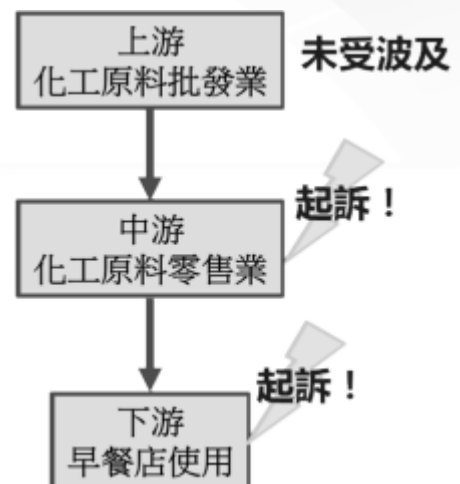 上游
化工原料批發業
未受波及
中游
化工原料零售業
起訴！
下游
早餐店使用
起訴！